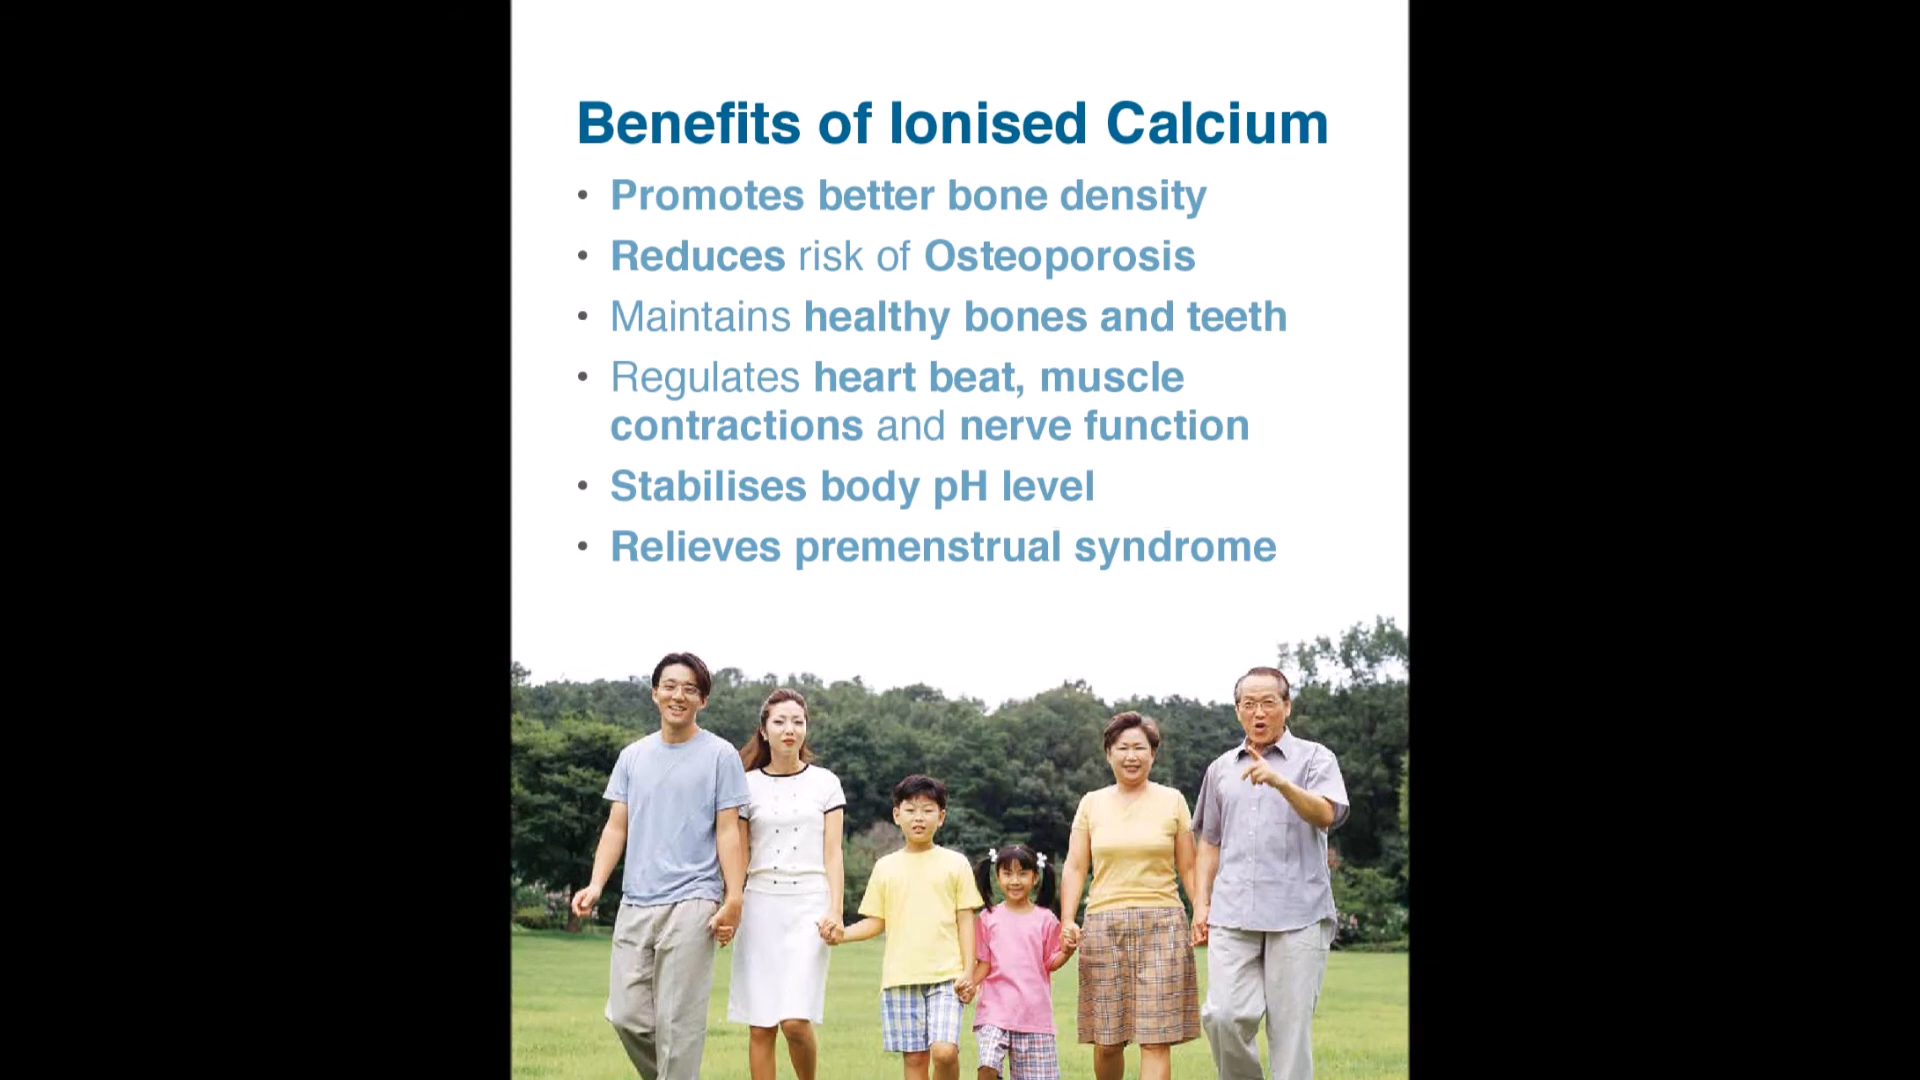 Benefits of Ionised Calcium
• Promotes better bone density
• Reduces risk of Osteoporosis
• Maintains healthy bones and teeth
• Regulates heart beat, muscle
contractions and nerve function
• Stabilises body pH level
• Relieves premenstrual syndrome